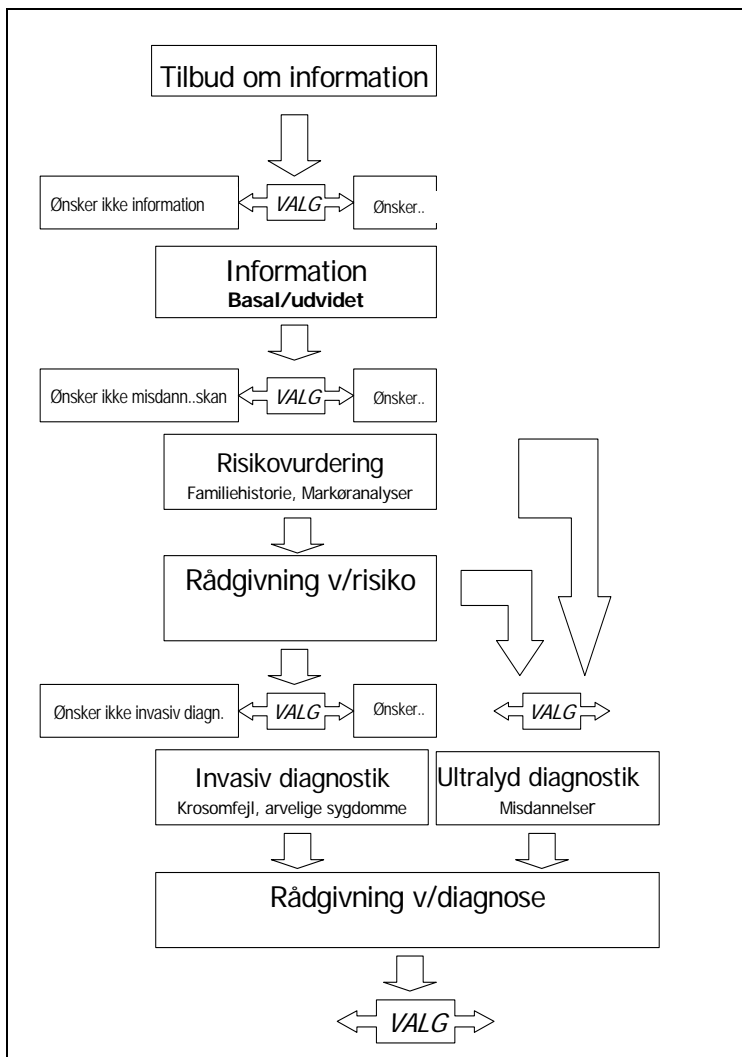 Tilbud om information
Ønsker ikke information
VALG
Ønsker..
Information
Basal/udvidet
Ønsker ikke misdann..skan
VALG
Ønsker..
Risikovurdering
Familiehistorie, Markøranalyser
Rådgivning v/risiko
Ønsker ikke invasiv diagn.
VALG
Ønsker..
VALG
Invasiv diagnostik
Krosomfejl, arvelige sygdomme
Ultralyd diagnostik
Misdannelser
Rådgivning v/diagnose
VALG